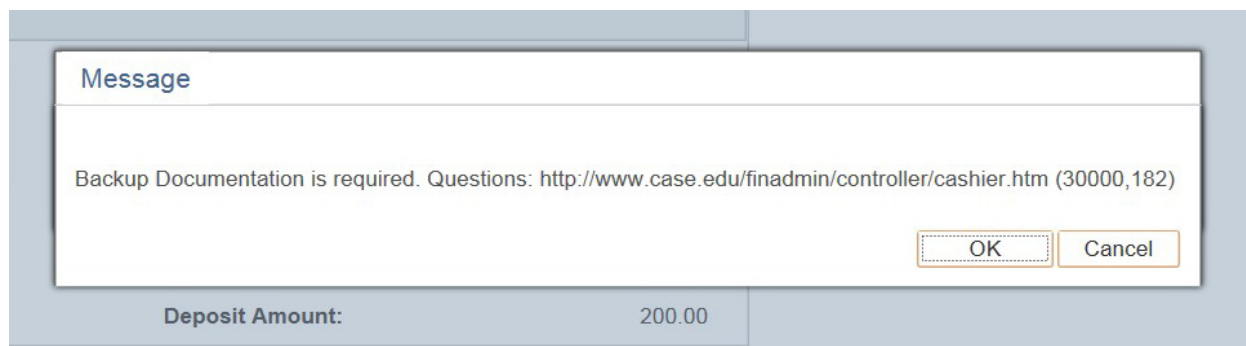 Message
Backup Documentation is required. Questions: http://www.case.edu/finadmin/controller/cashier.htm (30000,182)
OK Cancel
Deposit Amount: 200.00